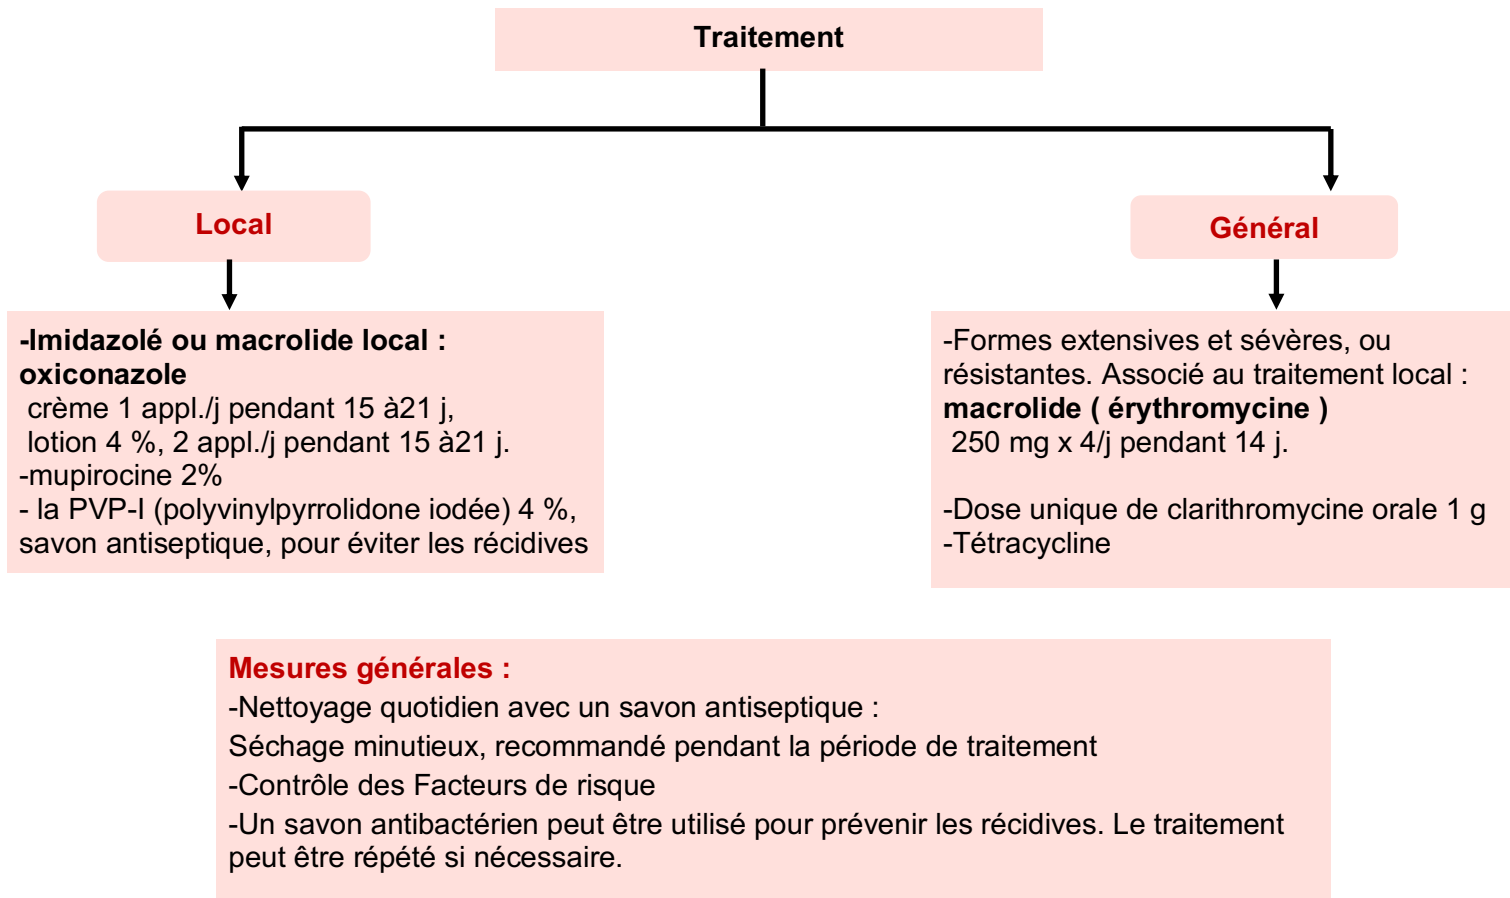 Traitement
Local
Général
-Imidazolé ou macrolide local :
oxiconazole
crème 1 appl./j pendant 15 à21 j,
lotion 4 %, 2 appl./j pendant 15 à21 j.
-mupirocine 2%
- la PVP-I (polyvinylpyrrolidone iodée) 4 %,
savon antiseptique, pour éviter les récidives
-Formes extensives et sévères, ou
résistantes. Associé au traitement local :
macrolide ( érythromycine )
250 mg x 4/j pendant 14 j.
-Dose unique de clarithromycine orale 1 g
-Tétracycline
Mesures générales :
-Nettoyage quotidien avec un savon antiseptique :
Séchage minutieux, recommandé pendant la période de traitement
-Contrôle des Facteurs de risque
-Un savon antibactérien peut être utilisé pour prévenir les récidives. Le traitement
peut être répété si nécessaire.